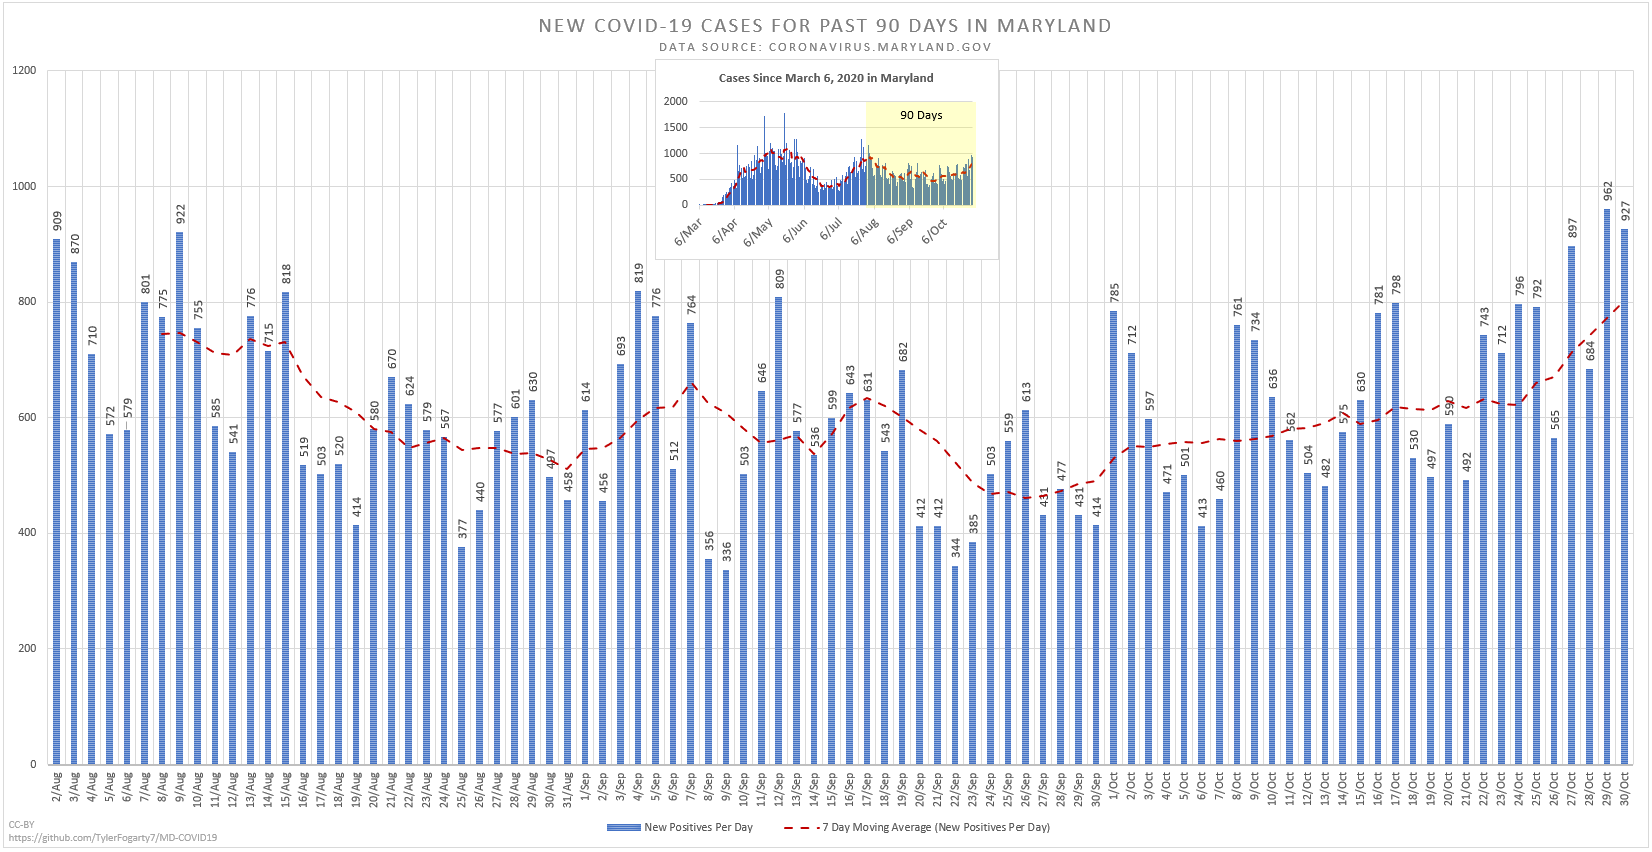 NEW COVID-19 CASES FOR PAST 90 DAYS IN MARYLAND
DATA SOURCE: CORONAVIRUS.MARYLAND.GOV
Cases Since March 6, 2020 in Maryland
90 Days
2000
1500
1000
500
0
6/Mar 6/Apr 6/May 6/Jun 6/Jul 6/Aug 6/Sep 6/Oct
1200
1000
800
600
400
200
0
909 870 710 572 579 801 775 922 755 585 541 776 715 818 519 503 520 414 580 670 624 579 567 377 440 577 601 630 497 458 614 456 693 819 776 512 764 356 336 503 646 809 577 536 599 643 631 543 682 412 412 344 385 503 559 613 431 477 431 414 785 712 597 471 501 413 460 761 734 636 562 504 482 575 630 781 798 530 497 590 492 743 712 796 792 565 897 684 962 927
2/Aug 3/Aug 4/Aug 5/Aug 6/Aug 7/Aug 8/Aug 9/Aug 10/Aug 11/Aug 12/Aug 13/Aug 14/Aug 15/Aug 16/Aug 17/Aug 18/Aug 19/Aug 20/Aug 21/Aug 22/Aug 23/Aug 24/Aug 25/Aug 26/Aug 27/Aug 28/Aug 29/Aug 30/Aug 31/Aug 1/Sep 2/Sep 3/Sep 4/Sep 5/Sep 6/Sep 7/Sep 8/Sep 9/Sep 10/Sep 11/Sep 12/Sep 13/Sep 14/Sep 15/Sep 16/Sep 17/Sep 18/Sep 19/Sep 20/Sep 21/Sep 22/Sep 23/Sep 24/Sep 25/Sep 26/Sep 27/Sep 28/Sep 29/Sep 30/Sep 1/Oct 2/Oct 3/Oct 4/Oct 5/Oct 6/Oct 7/Oct 8/Oct 9/Oct 10/Oct 11/Oct 12/Oct 13/Oct 14/Oct 15/Oct 16/Oct 17/Oct 18/Oct 19/Oct 20/Oct 21/Oct 22/Oct 23/Oct 24/Oct 25/Oct 26/Oct 27/Oct 28/Oct 29/Oct 30/Oct
New Positives Per Day
7 Day Moving Average (New Positives Per Day)
CC-BY
https://github.com/TylerFogarty7/MD-COVID19